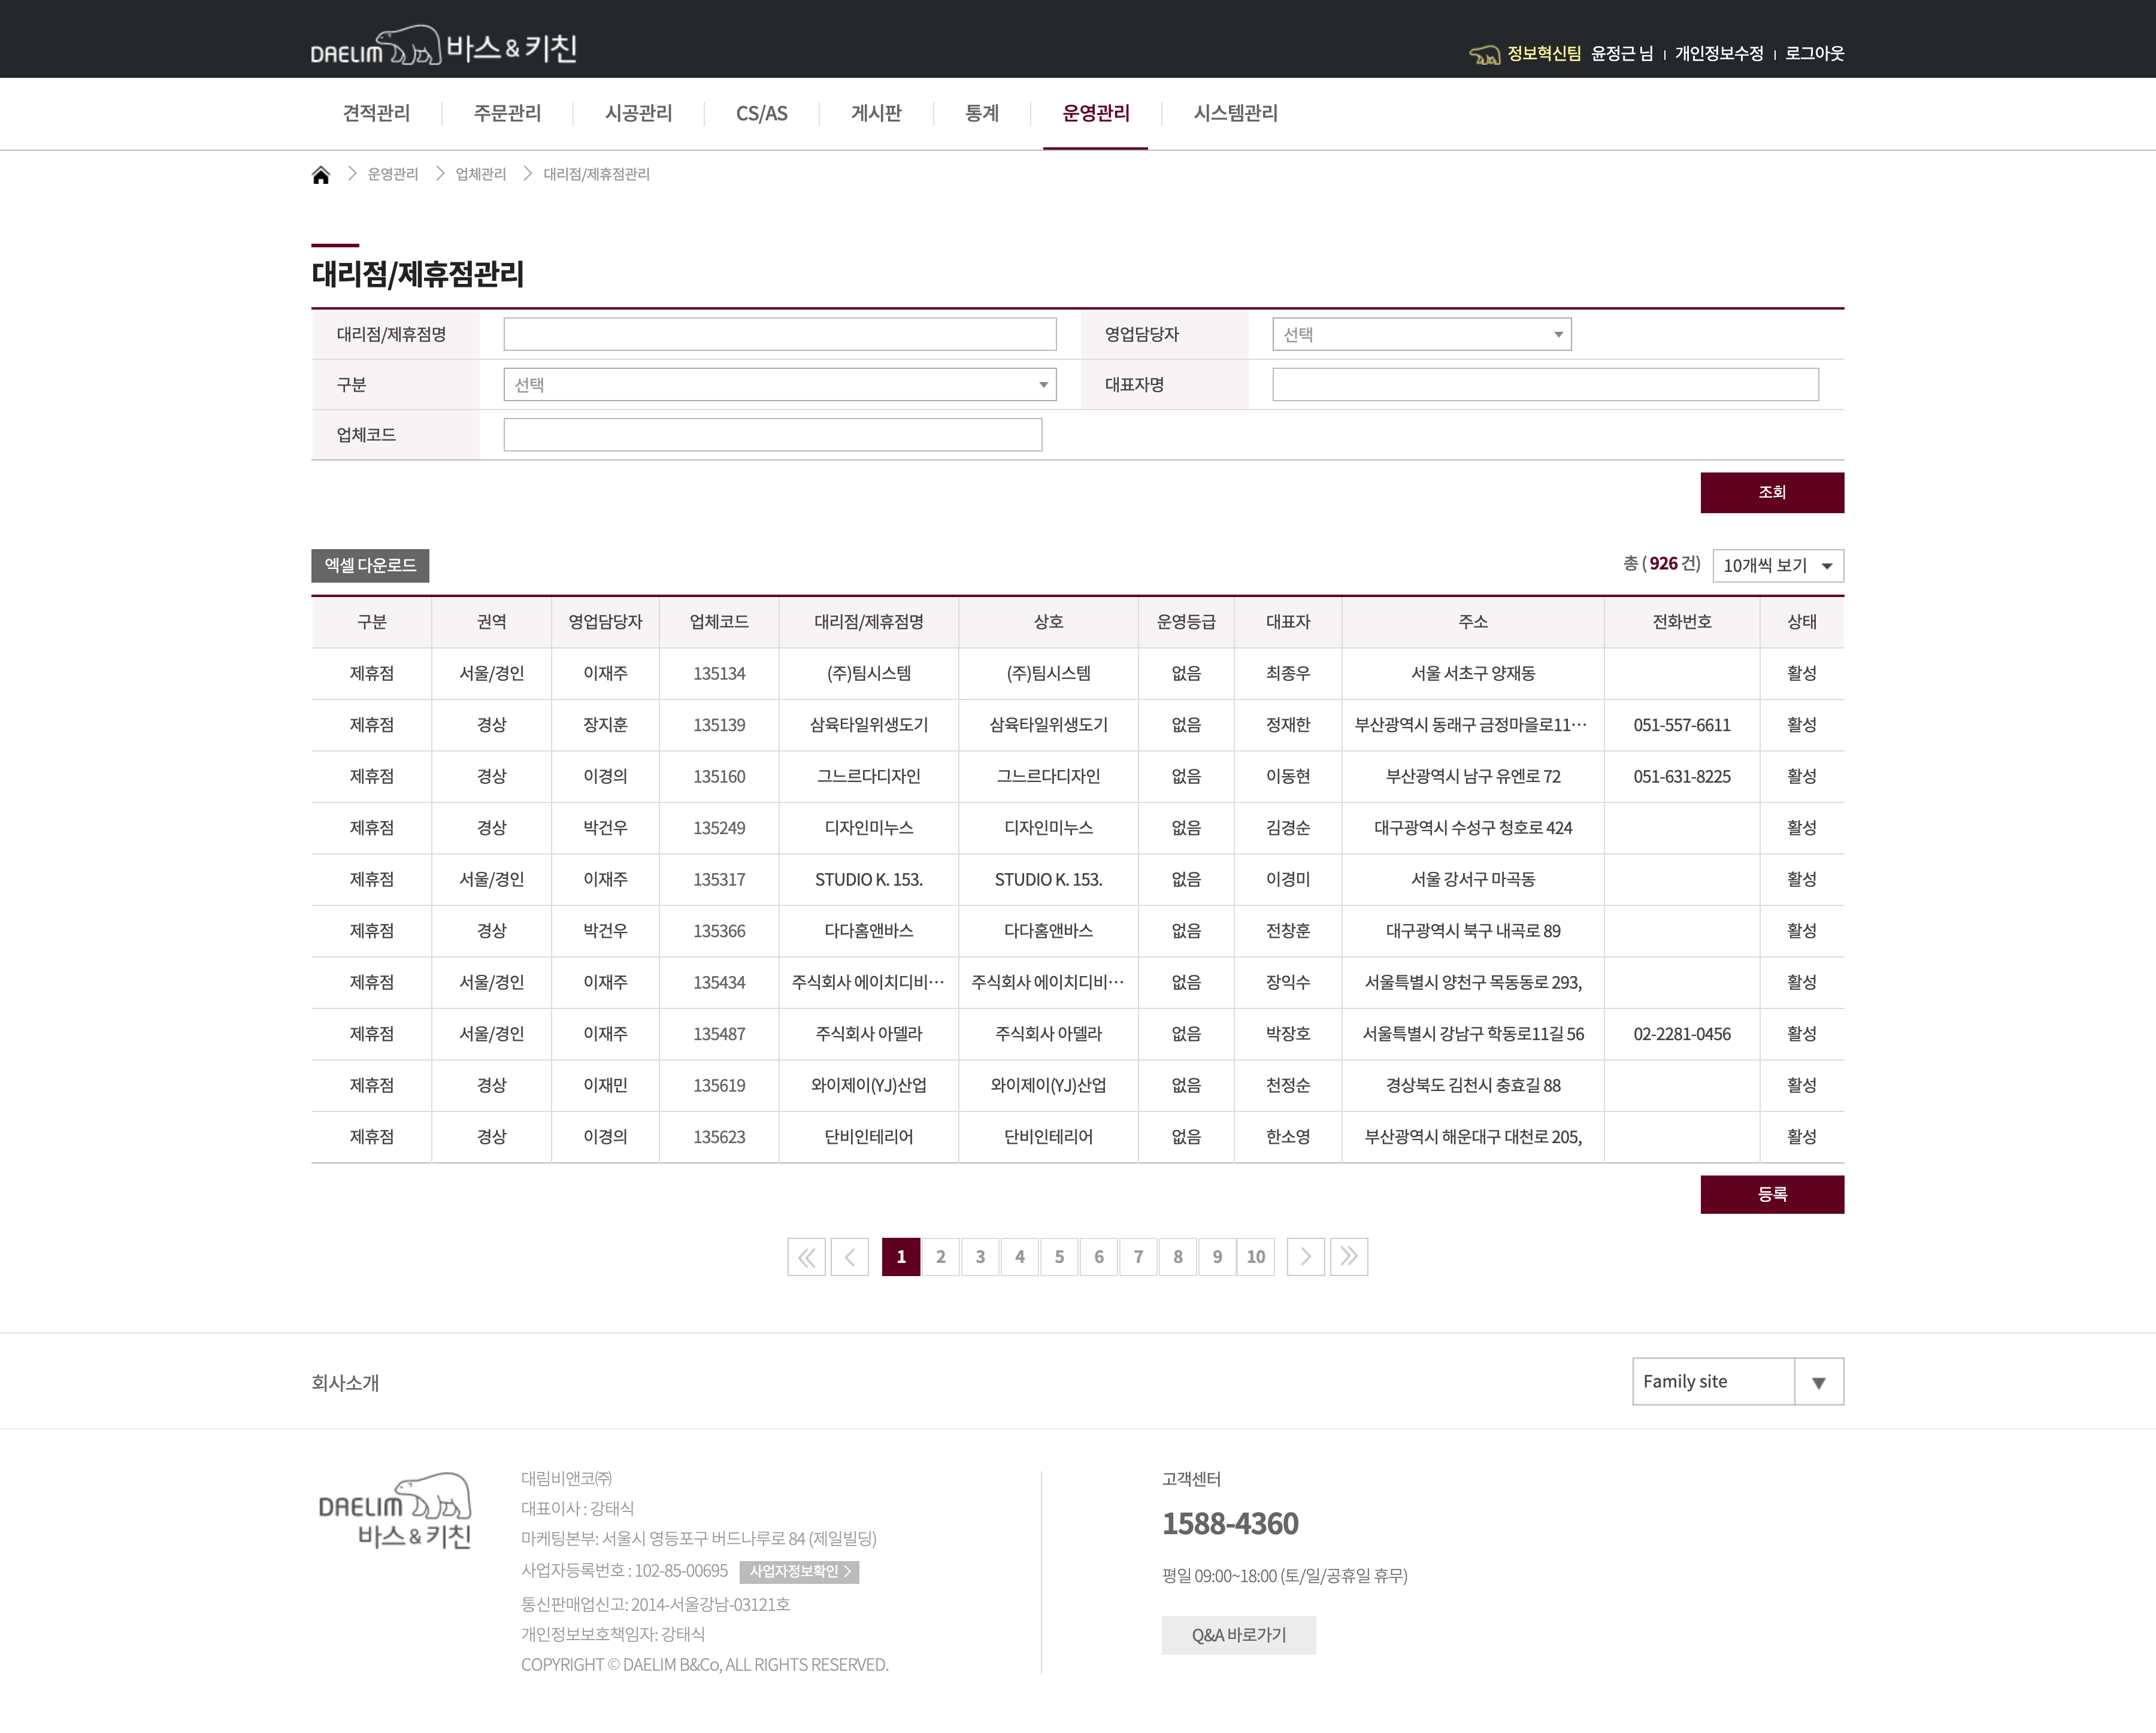 DAELIM 바스&키친
정보혁신팀 윤정근 님 | 개인정보수정 | 로그아웃
견적관리 주문관리 시공관리 CS/AS 게시판 통계 운영관리 시스템관리
운영관리 업체관리 대리점/제휴점관리
대리점/제휴점관리
대리점/제휴점명 영업담당자 선택
구분 선택 대표자명
업체코드
조회
엑셀 다운로드 총 ( 926 건) 10개씩 보기
구분 권역 영업담당자 업체코드 대리점/제휴점명 상호 운영등급 대표자 주소 전화번호 상태
제휴점 서울/경인 이재주 135134 (주)팀시스템 (주)팀시스템 없음 최종우 서울 서초구 양재동 활성
제휴점 경상 장지훈 135139 삼육타일위생도기 삼육타일위생도기 없음 정재한 부산광역시 동래구 금정마을로11… 051-557-6611 활성
제휴점 경상 이경의 135160 그느르다디자인 그느르다디자인 없음 이동현 부산광역시 남구 유엔로 72 051-631-8225 활성
제휴점 경상 박건우 135249 디자인미누스 디자인미누스 없음 김경순 대구광역시 수성구 청호로 424 활성
제휴점 서울/경인 이재주 135317 STUDIO K. 153. STUDIO K. 153. 없음 이경미 서울 강서구 마곡동 활성
제휴점 경상 박건우 135366 다다홈앤바스 다다홈앤바스 없음 전창훈 대구광역시 북구 내곡로 89 활성
제휴점 서울/경인 이재주 135434 주식회사 에이치디비… 주식회사 에이치디비… 없음 장익수 서울특별시 양천구 목동동로 293, 활성
제휴점 서울/경인 이재주 135487 주식회사 아델라 주식회사 아델라 없음 박장호 서울특별시 강남구 학동로11길 56 02-2281-0456 활성
제휴점 경상 이재민 135619 와이제이(YJ)산업 와이제이(YJ)산업 없음 천정순 경상북도 김천시 충효길 88 활성
제휴점 경상 이경의 135623 단비인테리어 단비인테리어 없음 한소영 부산광역시 해운대구 대천로 205, 활성
등록
1 2 3 4 5 6 7 8 9 10
회사소개 Family site
DAELIM
바스&키친
대림비앤코㈜
대표이사 : 강태식
마케팅본부: 서울시 영등포구 버드나루로 84 (제일빌딩)
사업자등록번호 : 102-85-00695 사업자정보확인
통신판매업신고: 2014-서울강남-03121호
개인정보보호책임자: 강태식
COPYRIGHT © DAELIM B&Co, ALL RIGHTS RESERVED.
고객센터
1588-4360
평일 09:00~18:00 (토/일/공휴일 휴무)
Q&A 바로가기